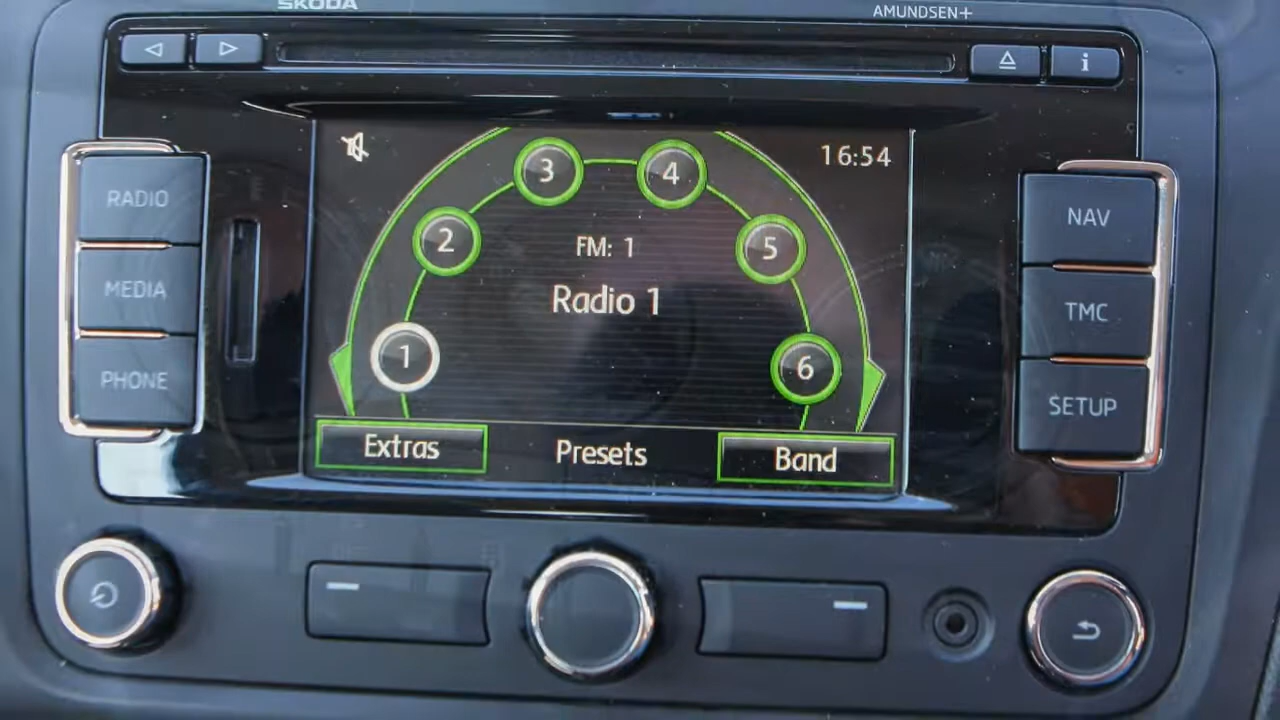 ŠKODA
AMUNDSEN+
i
RADIO
MEDIA
PHONE
16:54
3
4
2
5
FM: 1
Radio 1
1
6
Extras
Presets
Band
NAV
TMC
SETUP